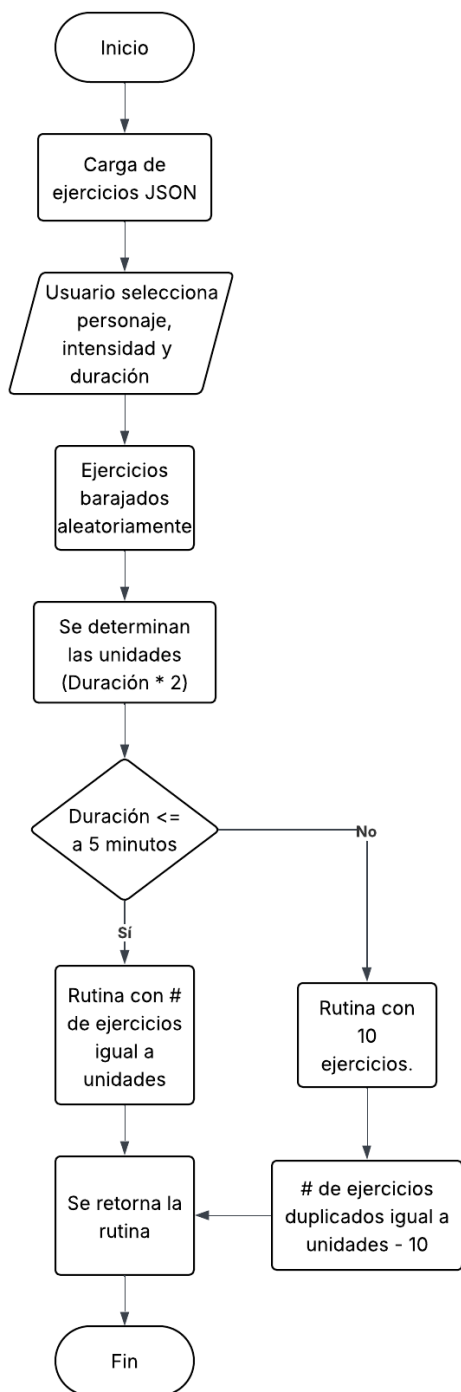 Inicio
Carga de
ejercicios JSON
Usuario selecciona
personaje,
intensidad y
duración
Ejercicios
barajados
aleatoriamente
Se determinan
las unidades
(Duración * 2)
Duración <=
a 5 minutos
No
Sí
Rutina con #
de ejercicios
igual a
unidades
Rutina con
10
ejercicios.
Se retorna la
rutina
# de ejercicios
duplicados igual a
unidades - 10
Fin